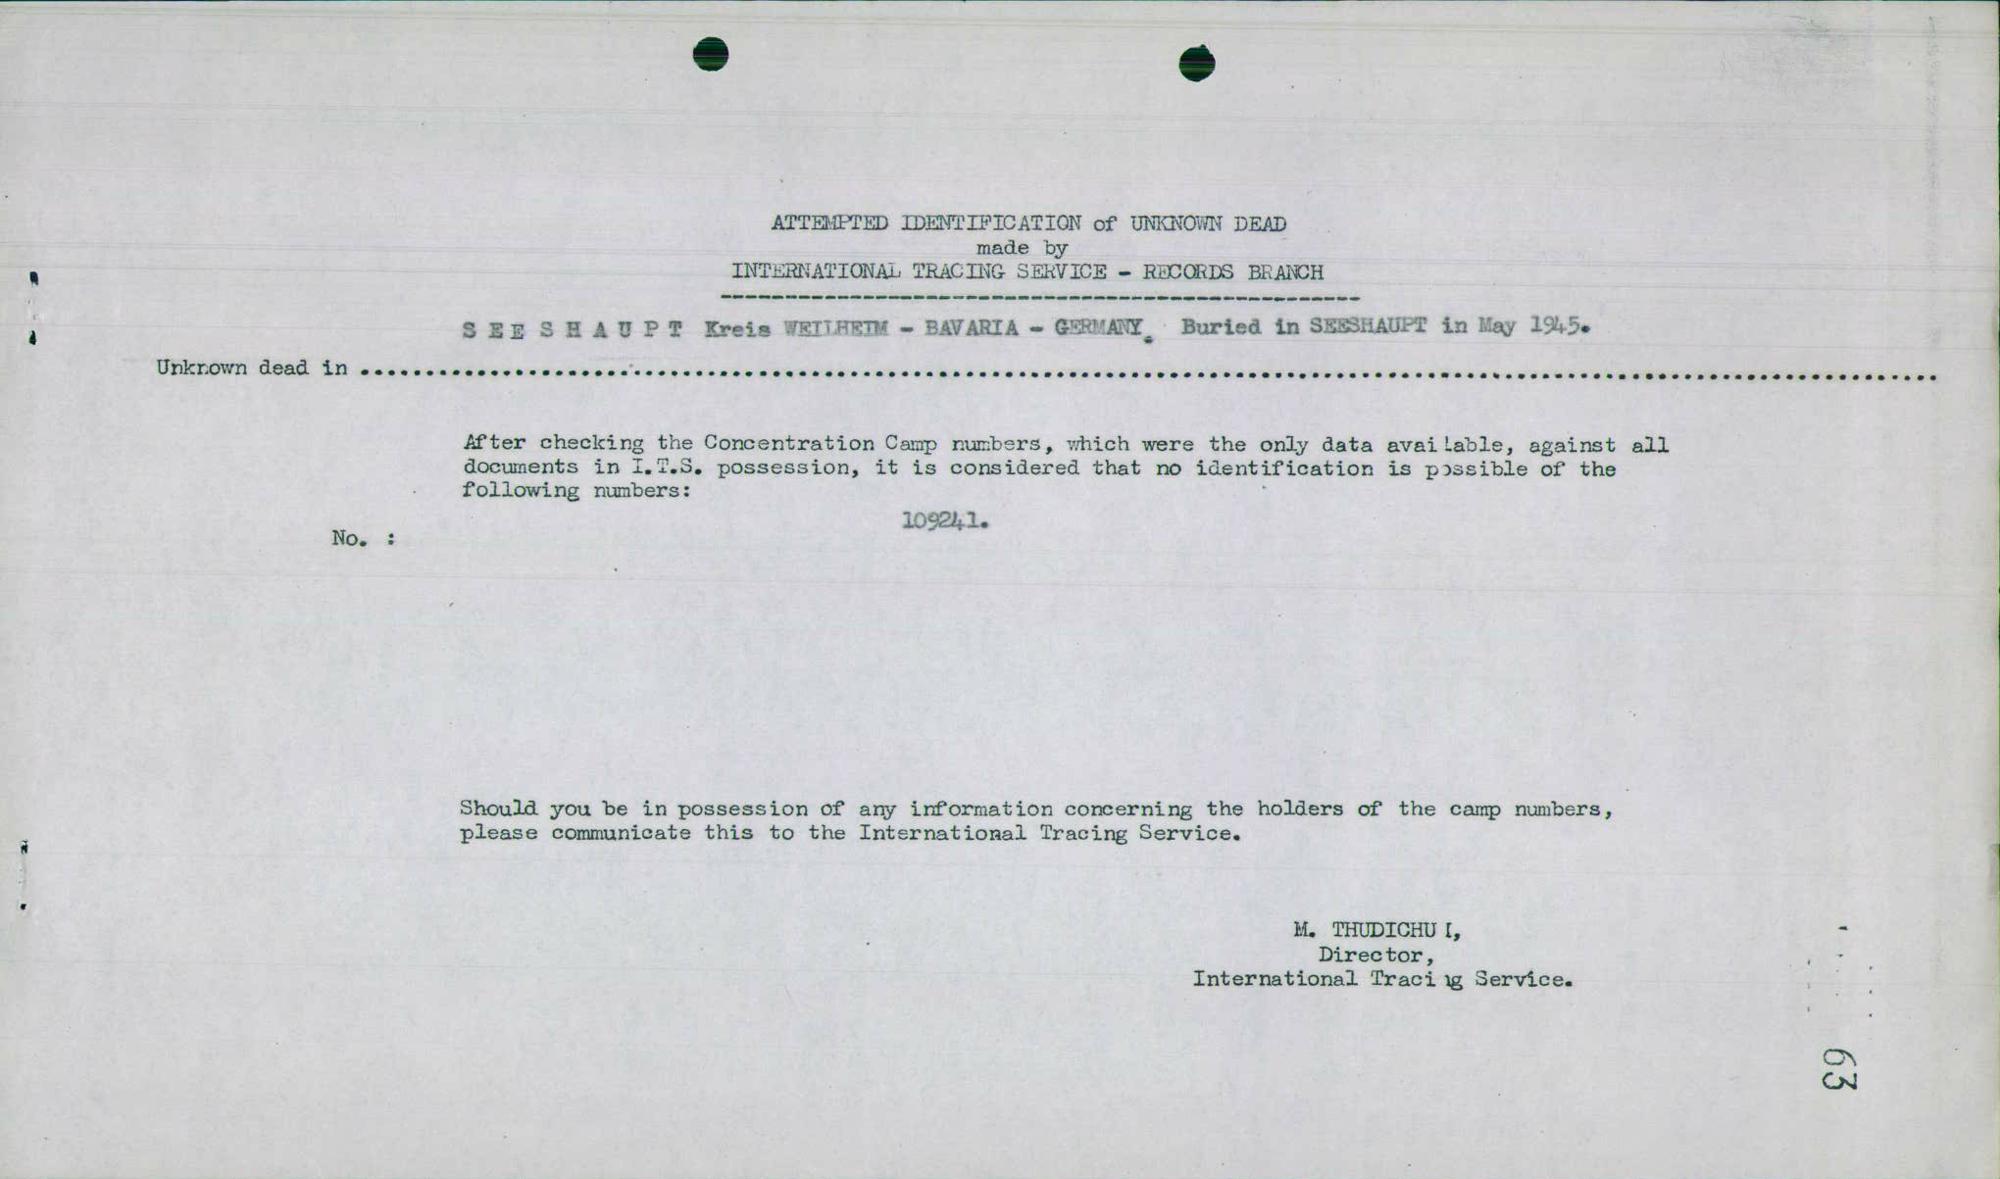 ATTEMPTED IDENTIFICATION of UNKNOWN DEAD
made by
INTERNATIONAL TRACING SERVICE - RECORDS BRANCH
S E E S H A U P T Kreis WEILHEIM - BAVARIA - GERMANY. Buried in SEESHAUPT in May 1945.
Unknown dead in ..............................................................................................................................
After checking the Concentration Camp numbers, which were the only data available, against all
documents in I.T.S. possession, it is considered that no identification is possible of the
following numbers:
109241.
No. :
Should you be in possession of any information concerning the holders of the camp numbers,
please communicate this to the International Tracing Service.
M. THUDICHUM,
Director,
International Tracing Service.
63